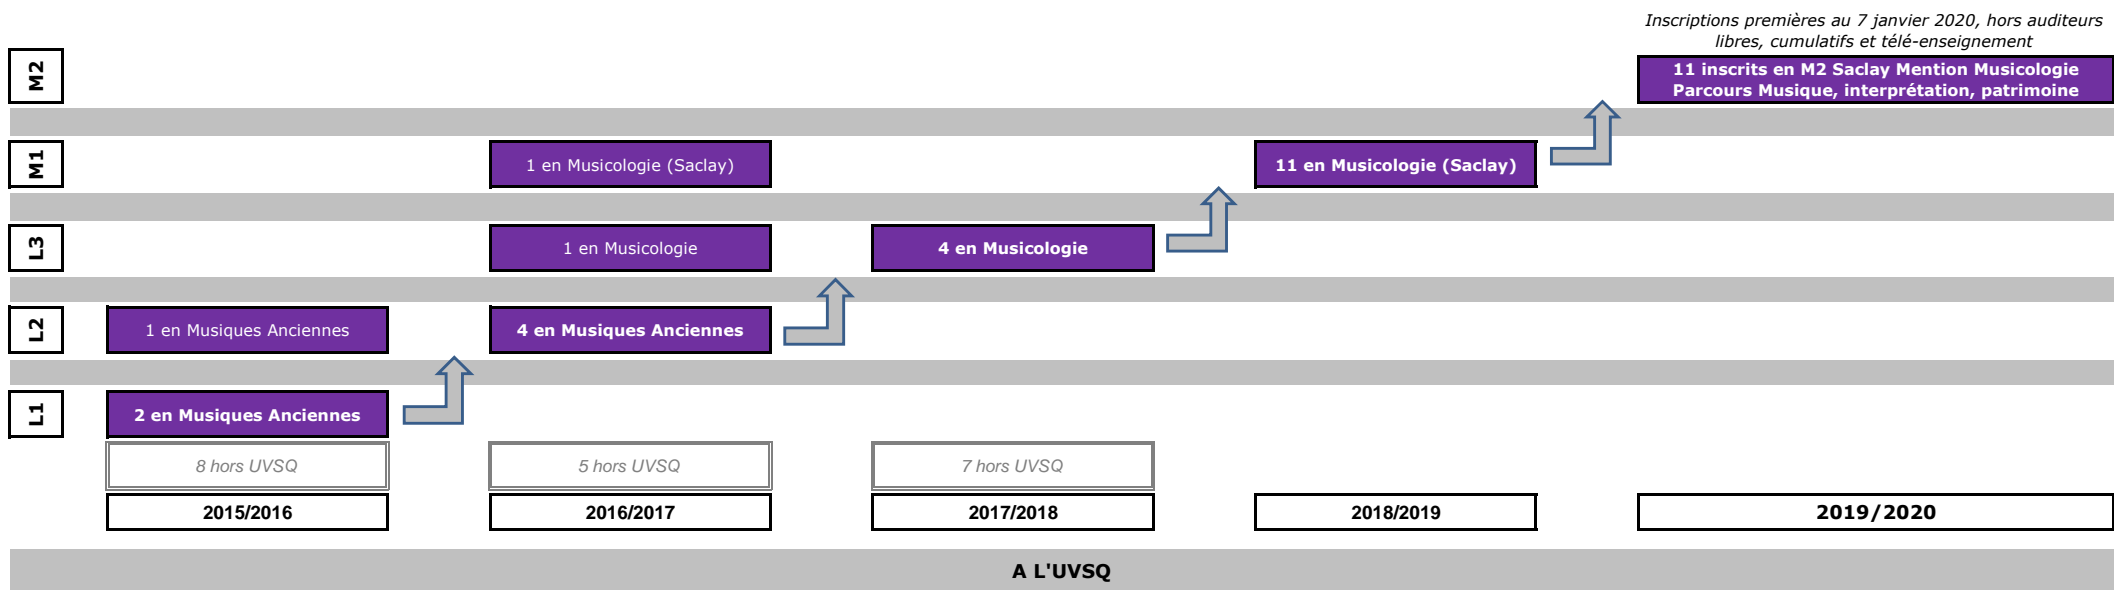 Inscriptions premières au 7 janvier 2020, hors auditeurs
libres, cumulatifs et télé-enseignement
M2
11 inscrits en M2 Saclay Mention Musicologie
Parcours Musique, interprétation, patrimoine
M1
1 en Musicologie (Saclay)
11 en Musicologie (Saclay)
L3
1 en Musicologie
4 en Musicologie
L2
1 en Musiques Anciennes
4 en Musiques Anciennes
L1
2 en Musiques Anciennes
8 hors UVSQ
5 hors UVSQ
7 hors UVSQ
2015/2016
2016/2017
2017/2018
2018/2019
2019/2020
A L'UVSQ